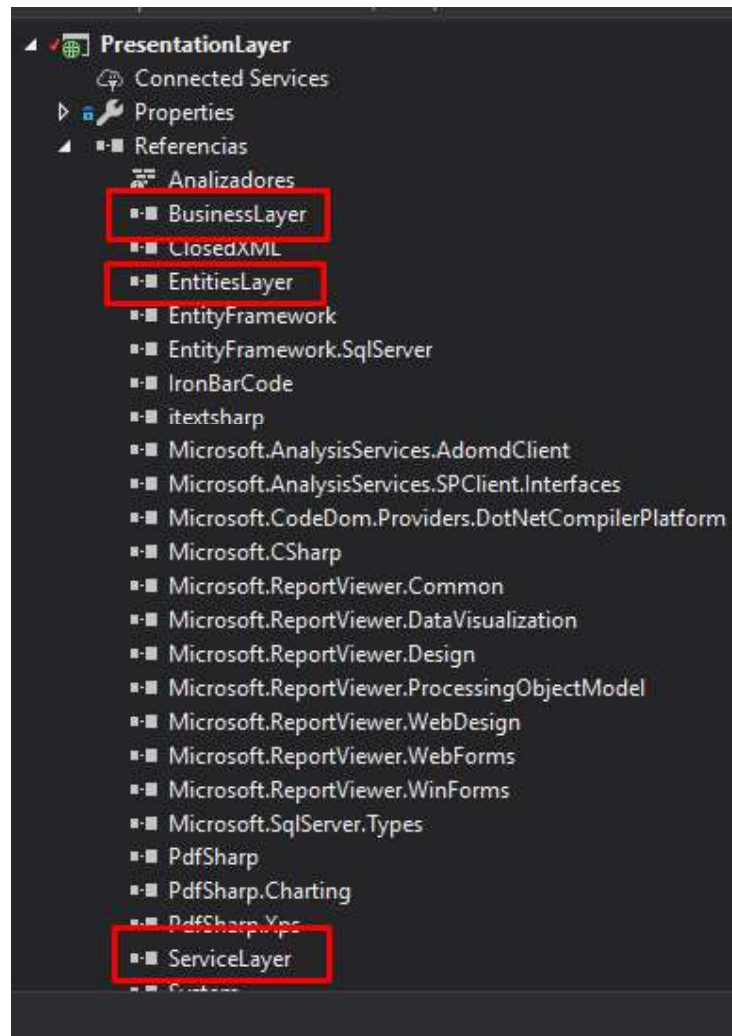 PresentationLayer
Connected Services
Properties
Referencias
Analizadores
BusinessLayer
ClosedXML
EntitiesLayer
EntityFramework
EntityFramework.SqlServer
IronBarCode
itextsharp
Microsoft.AnalysisServices.AdomdClient
Microsoft.AnalysisServices.SPClient.Interfaces
Microsoft.CodeDom.Providers.DotNetCompilerPlatform
Microsoft.CSharp
Microsoft.ReportViewer.Common
Microsoft.ReportViewer.DataVisualization
Microsoft.ReportViewer.Design
Microsoft.ReportViewer.ProcessingObjectModel
Microsoft.ReportViewer.WebDesign
Microsoft.ReportViewer.WebForms
Microsoft.ReportViewer.WinForms
Microsoft.SqlServer.Types
PdfSharp
PdfSharp.Charting
PdfSharp.Xps
ServiceLayer